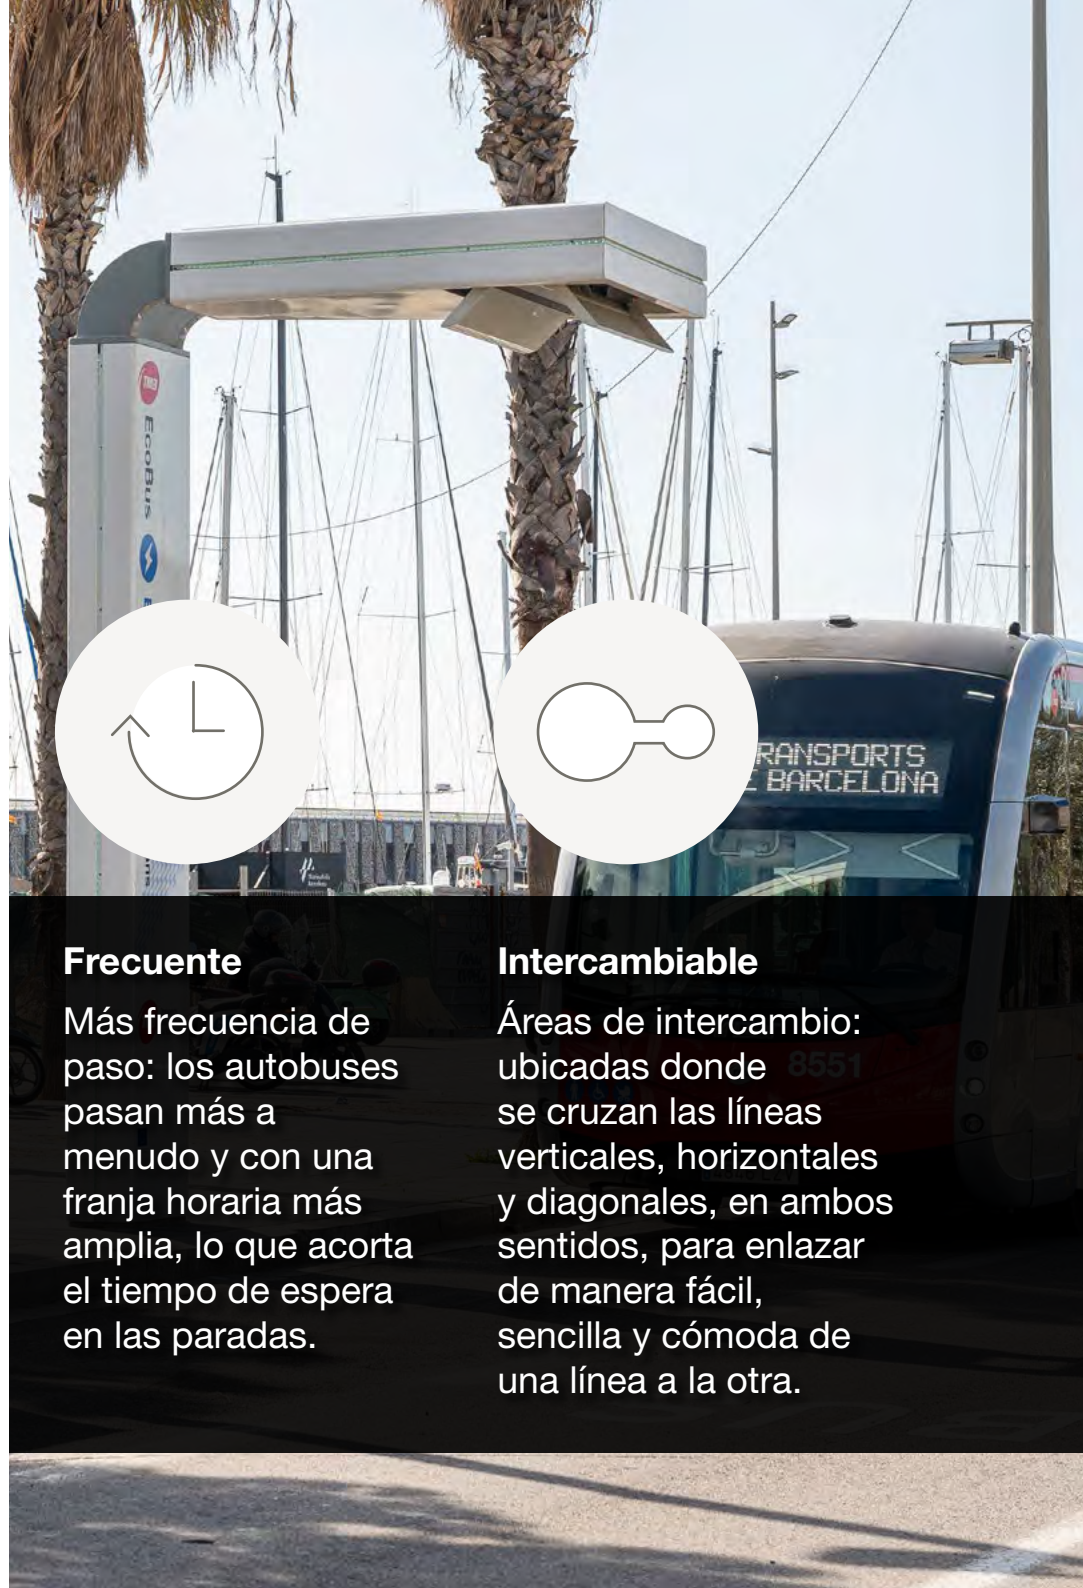 TMB
EcoBus
RANSPORTS
E BARCELONA
Frecuente
Más frecuencia de
paso: los autobuses
pasan más a
menudo y con una
franja horaria más
amplia, lo que acorta
el tiempo de espera
en las paradas.
Intercambiable
Áreas de intercambio:
ubicadas donde
se cruzan las líneas
verticales, horizontales
y diagonales, en ambos
sentidos, para enlazar
de manera fácil,
sencilla y cómoda de
una línea a la otra.
8551